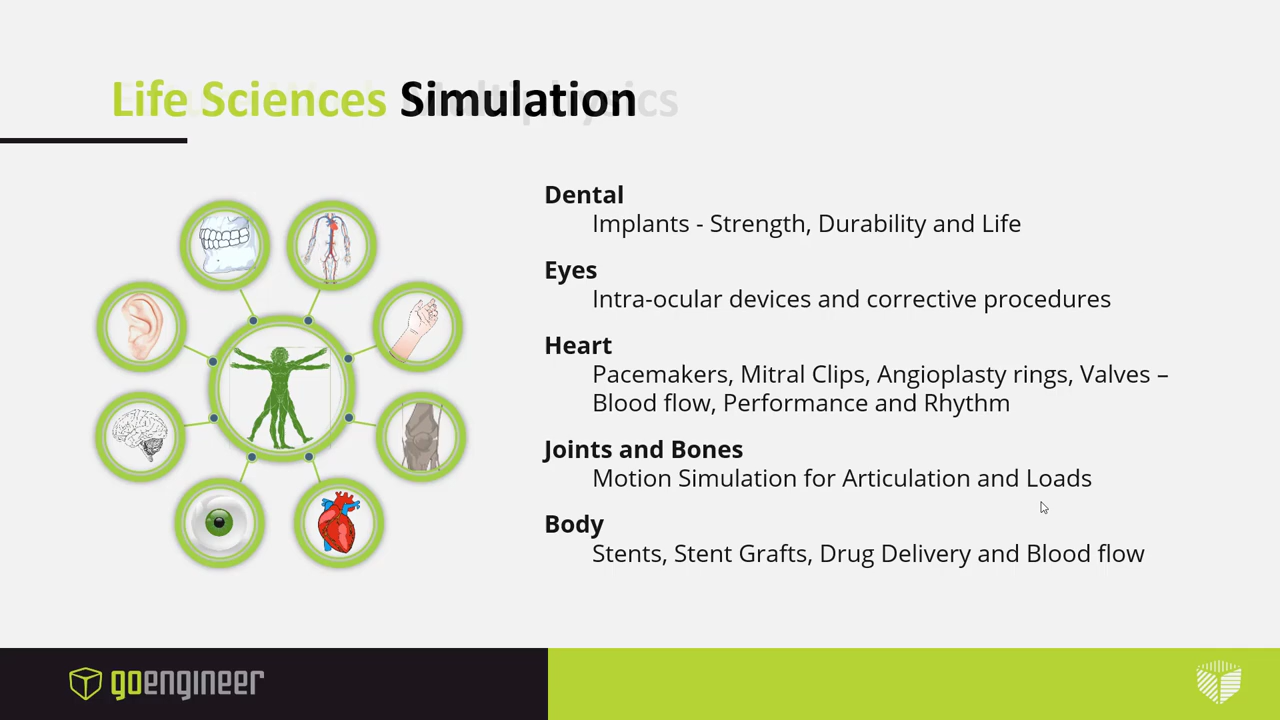 Life Sciences Simulation
Dental
Implants - Strength, Durability and Life
Eyes
Intra-ocular devices and corrective procedures
Heart
Pacemakers, Mitral Clips, Angioplasty rings, Valves –
Blood flow, Performance and Rhythm
Joints and Bones
Motion Simulation for Articulation and Loads
Body
Stents, Stent Grafts, Drug Delivery and Blood flow
goengineer